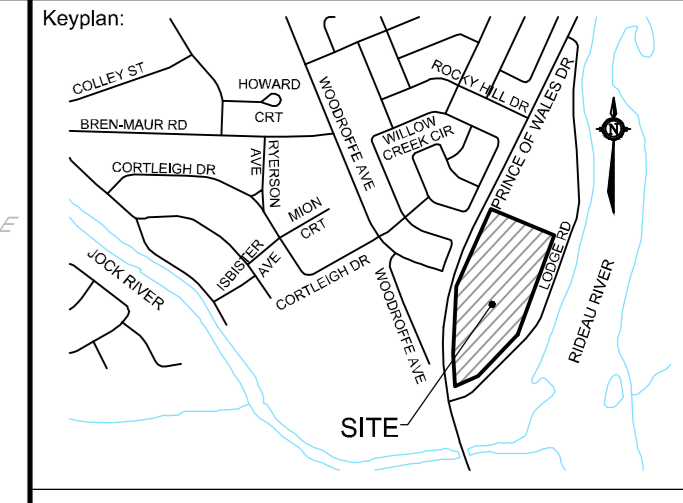 Keyplan:
COLLEY ST
HOWARD
CRT
BREN-MAUR RD
WOODROFFE AVE
ROCKY HILL DR
PRINCE OF WALES DR
WILLOW
CREEK CIR
RYERSON
AVE
CORTLEIGH DR
MION
CRT
ISBISTER
AVE
CORTLEIGH DR
JOCK RIVER
WOODROFFE AVE
LODGE RD
RIDEAU RIVER
N
SITE
E